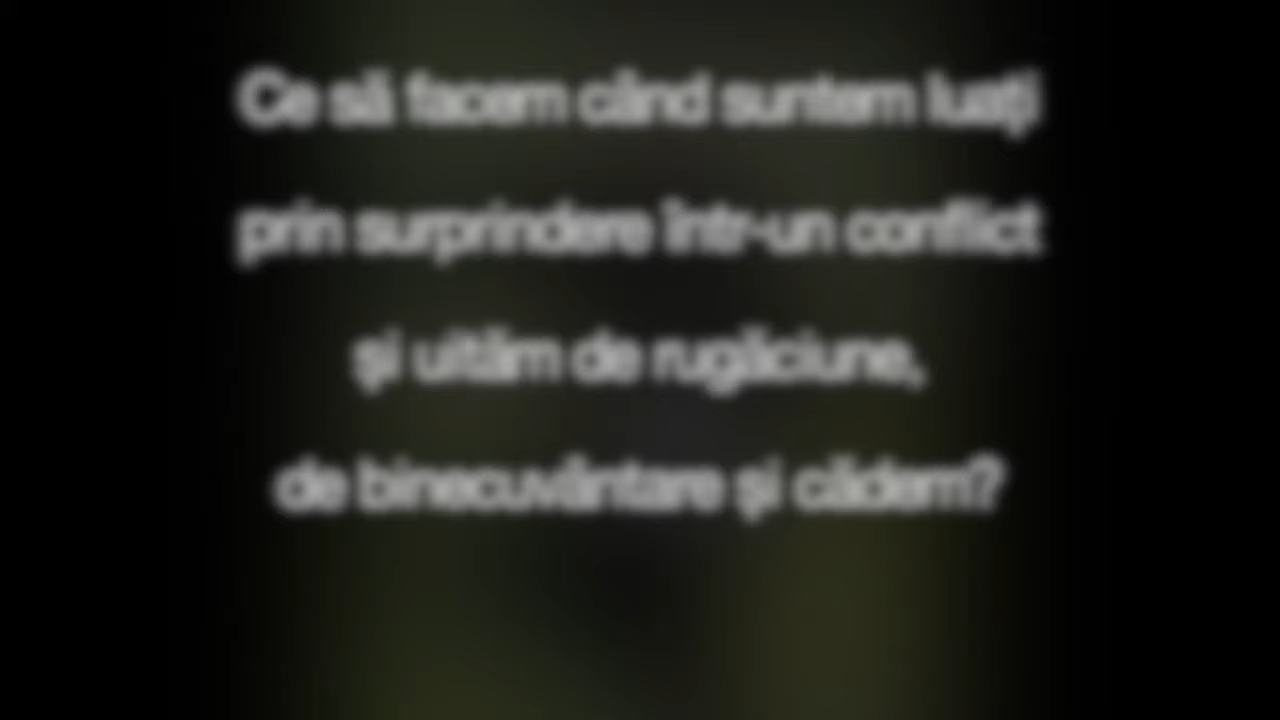 Ce să facem când suntem luați
prin surprindere într-un conflict
și uităm de rugăciune,
de binecuvântare și cădem?